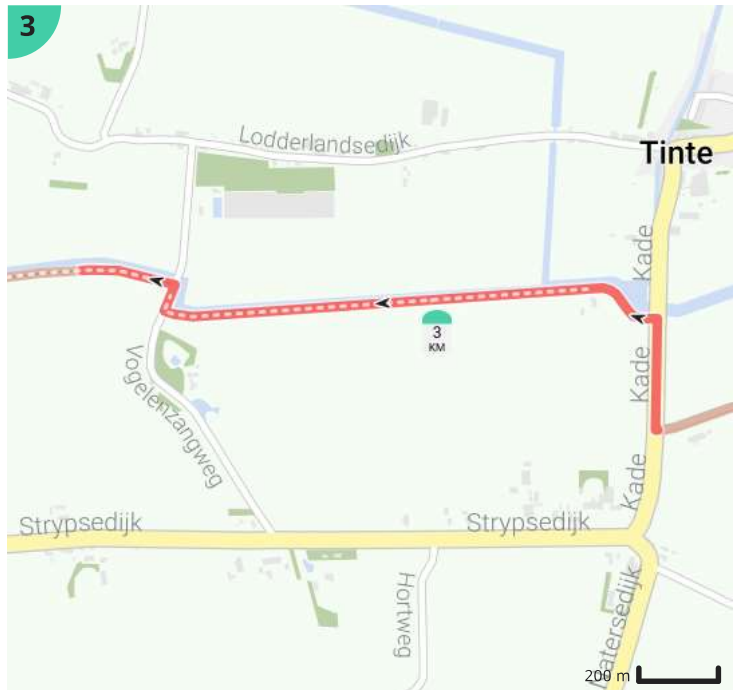 3
Lodderlandsedijk
Tinte
Kade
3
KM
Kade
Vogelenzangweg
Kade
Strypsedijk
Strypsedijk
Hortweg
200 m